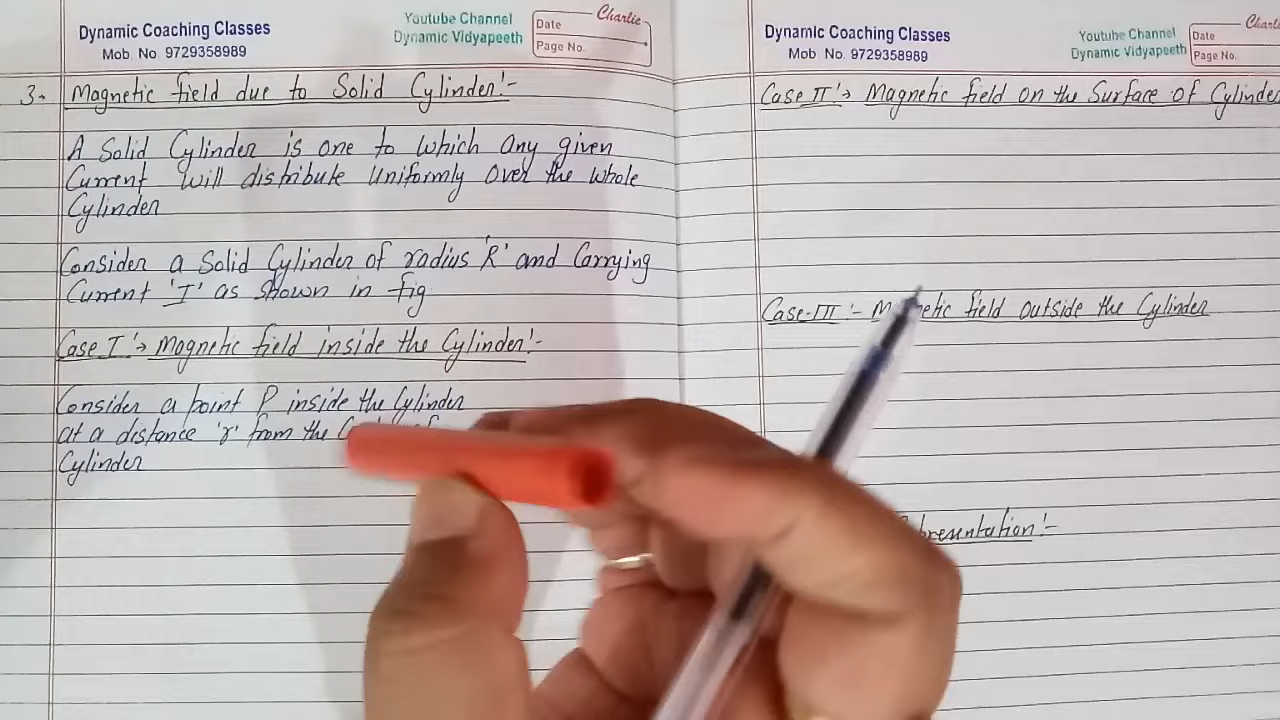 Dynamic Coaching Classes
Mob. No 9729358989
Youtube Channel
Dynamic Vidyapeeth
Charlie
Date
Page No.
3. Magnetic field due to Solid Cylinder:-
A Solid Cylinder is one to which any given
Current will distribute uniformly over the whole
Cylinder
Consider a Solid Cylinder of radius 'R' and Carrying
Current 'I' as shown in fig
Case I:→ Magnetic field inside the Cylinder:-
Consider a point P inside the Cylinder
at a distance 'r' from the
Cylinder
Dynamic Coaching Classes
Mob. No 9729358989
Youtube Channel
Dynamic Vidyapeeth
Date
Page No.
Case II:→ Magnetic field on the Surface of Cylinder
Case-III:- Magnetic field outside the Cylinder